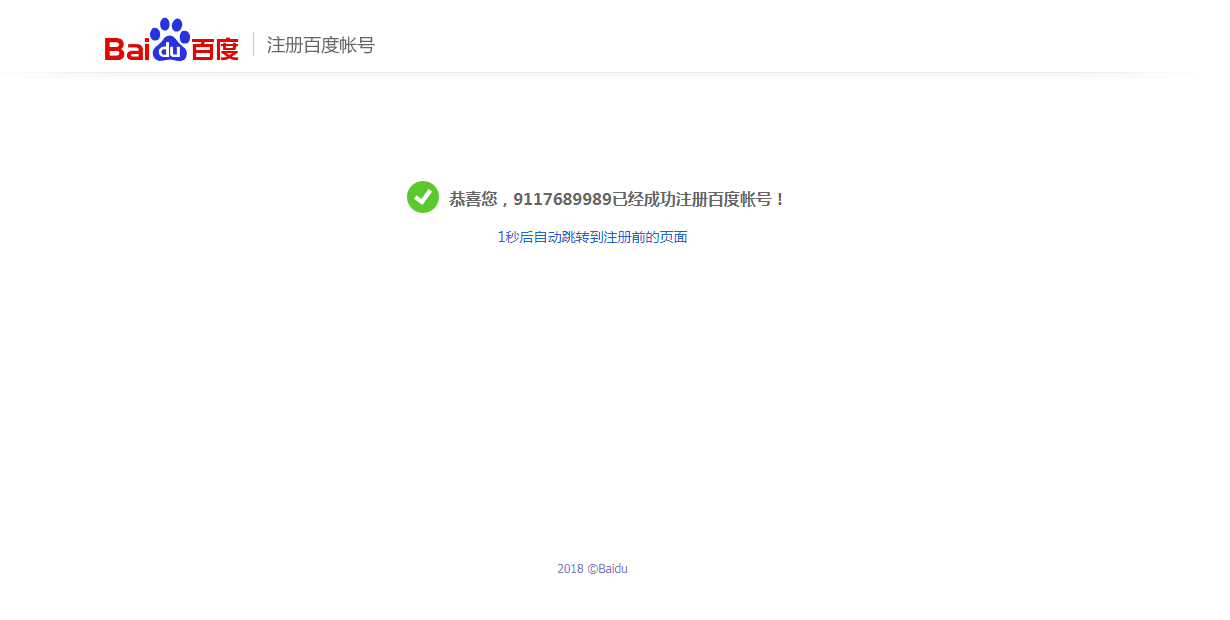 Bai du 百度 注册百度帐号
恭喜您，9117689989已经成功注册百度帐号！
1秒后自动跳转到注册前的页面
2018 ©Baidu